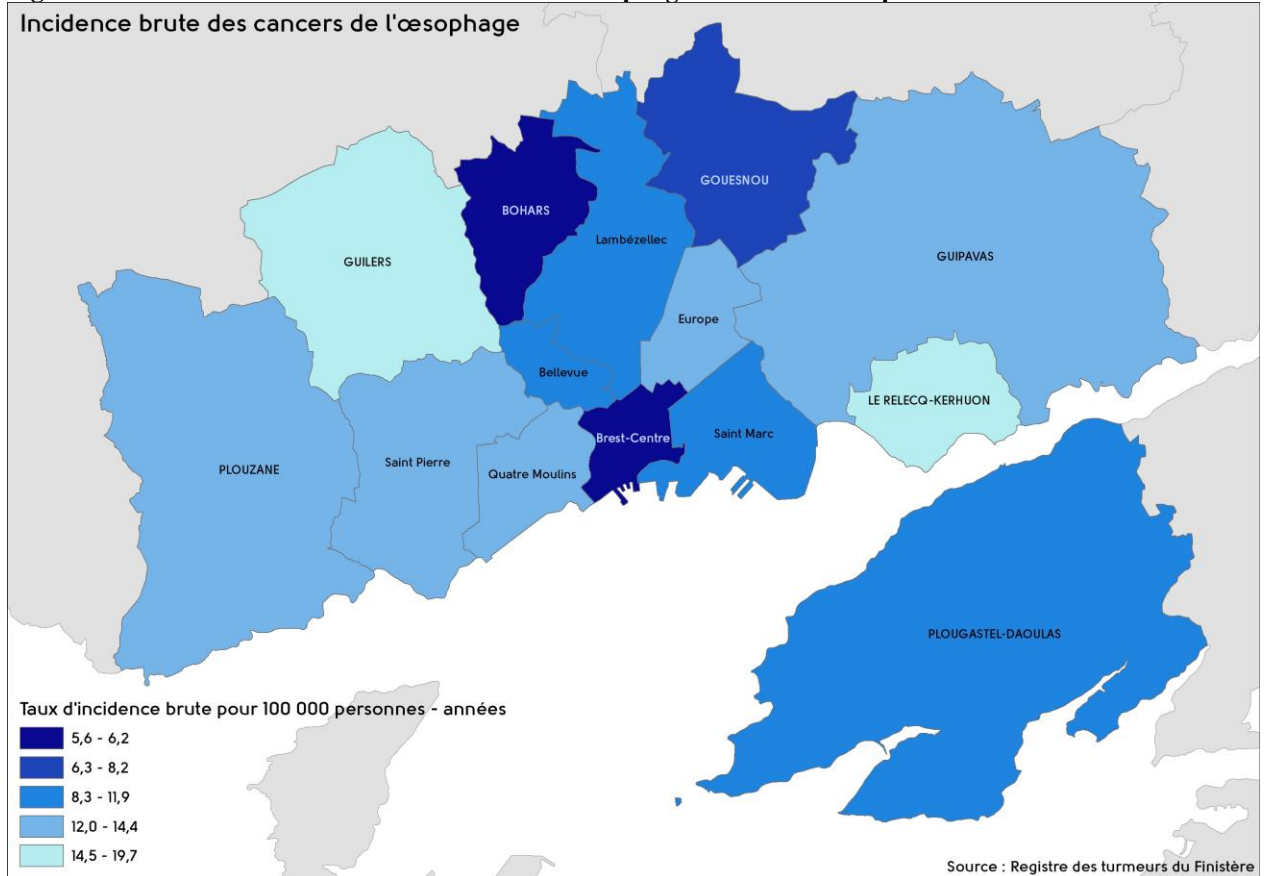 Incidence brute des cancers de l'œsophage
GOUESNOU
BOHARS
Lambézellec
GUIPAVAS
GUILERS
Europe
Bellevue
LE RELECQ-KERHUON
Brest-Centre
Saint Marc
Saint Pierre
PLOUZANE
Quatre Moulins
PLOUGASTEL-DAOULAS
Taux d'incidence brute pour 100 000 personnes - années
5,6 - 6,2
6,3 - 8,2
8,3 - 11,9
12,0 - 14,4
14,5 - 19,7
Source : Registre des turmeurs du Finistère